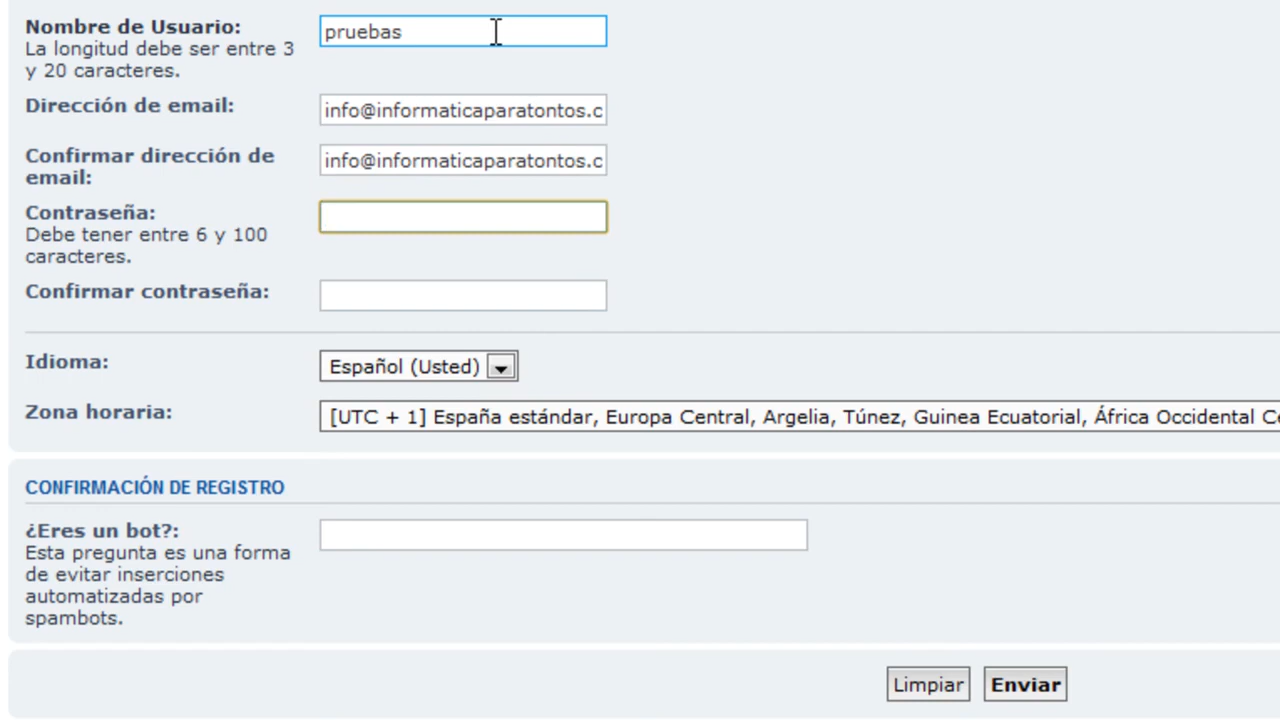 Nombre de Usuario:
pruebas
La longitud debe ser entre 3
y 20 caracteres.
Dirección de email:
info@informaticaparatontos.c
Confirmar dirección de
email:
info@informaticaparatontos.c
Contraseña:
Debe tener entre 6 y 100
caracteres.
Confirmar contraseña:
Idioma:
Español (Usted)
Zona horaria:
[UTC + 1] España estándar, Europa Central, Argelia, Túnez, Guinea Ecuatorial, África Occidental Ce
CONFIRMACIÓN DE REGISTRO
¿Eres un bot?:
Esta pregunta es una forma
de evitar inserciones
automatizadas por
spambots.
Limpiar
Enviar